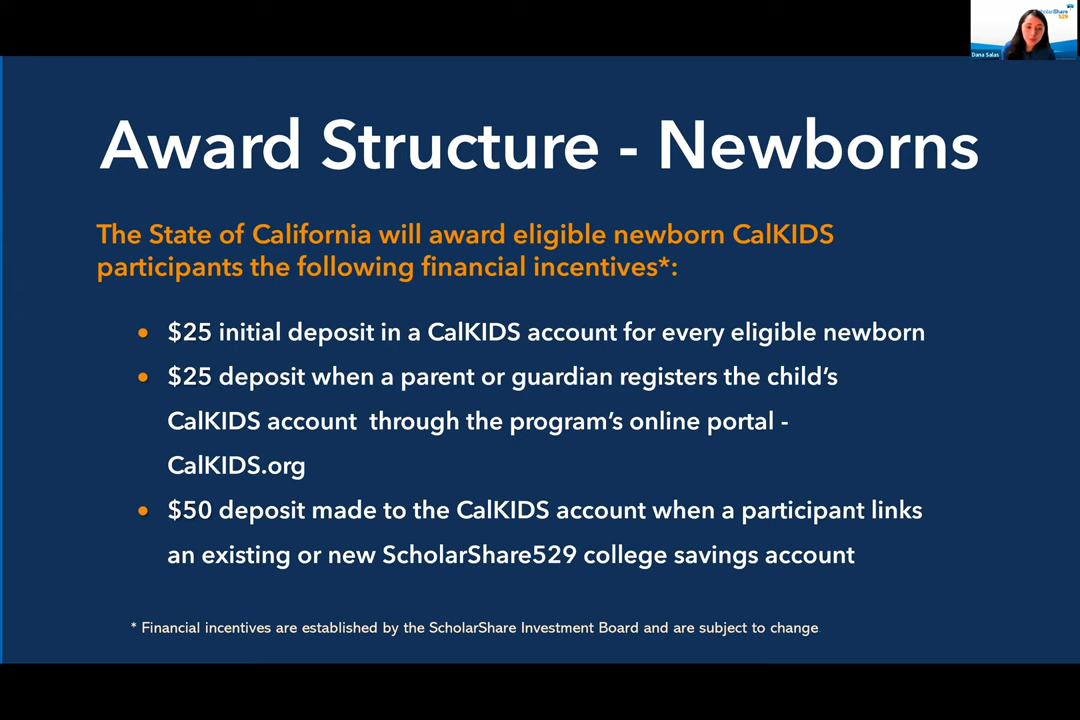 ScholarShare
529
Dana Salas
Award Structure - Newborns
The State of California will award eligible newborn CalKIDS
participants the following financial incentives*:
• $25 initial deposit in a CalKIDS account for every eligible newborn
• $25 deposit when a parent or guardian registers the child’s
CalKIDS account through the program’s online portal -
CalKIDS.org
• $50 deposit made to the CalKIDS account when a participant links
an existing or new ScholarShare529 college savings account
* Financial incentives are established by the ScholarShare Investment Board and are subject to change